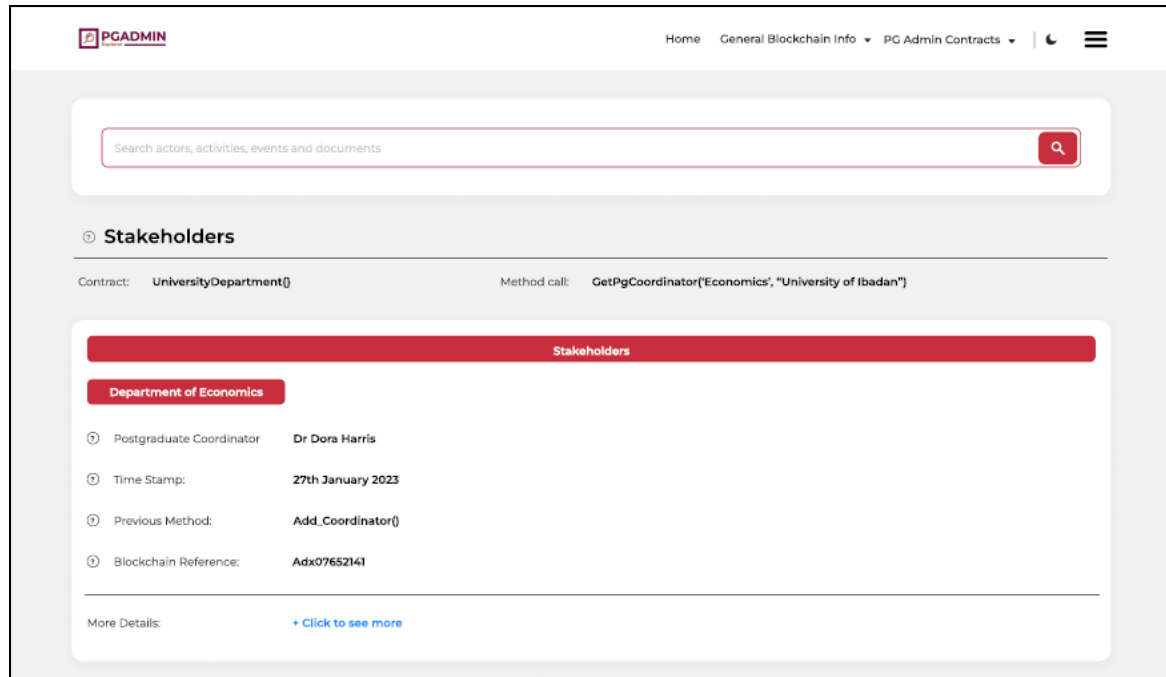 PGADMIN
Explorer
Home General Blockchain Info PG Admin Contracts
Search actors, activities, events and documents
Stakeholders
Contract: UniversityDepartment{} Method call: GetPgCoordinator('Economics', “University of Ibadan”)
Stakeholders
Department of Economics
Postgraduate Coordinator Dr Dora Harris
Time Stamp: 27th January 2023
Previous Method: Add_Coordinator()
Blockchain Reference: Adx07652141
More Details: + Click to see more